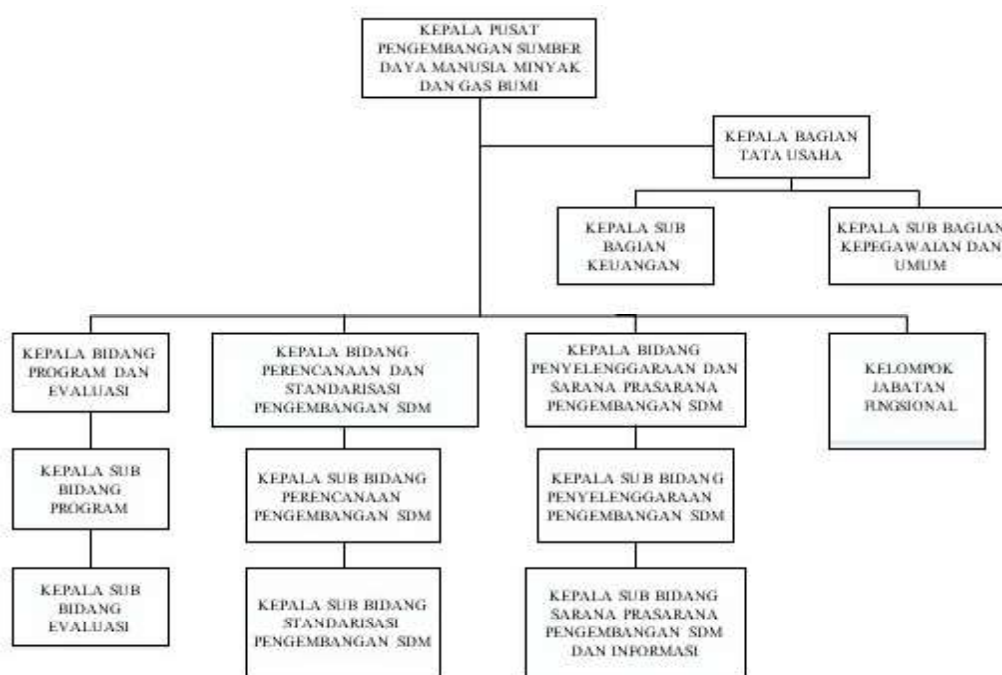 KEPALA PUSAT
PENGEMBANGAN SUMBER
DAYA MANUSIA MINYAK
DAN GAS BUMI
KEPALA BAGIAN
TATA USAHA
KEPALA SUB
BAGIAN
KEUANGAN
KEPALA SUB BAGIAN
KEPEGAWAIAN DAN
UMUM
KEPALA BIDANG
PROGRAM DAN
EVALUASI
KEPALA BIDANG
PERENCANAAN DAN
STANDARISASI
PENGEMBANGAN SDM
KEPALA BIDANG
PENYELENGGARAAN DAN
SARANA PRASARANA
PENGEMBANGAN SDM
KELOMPOK
JABATAN
FUNGSIONAL
KEPALA SUB
BIDANG
PROGRAM
KEPALA SUB BIDANG
PERENCANAAN
PENGEMBANGAN SDM
KEPALA SUB BIDANG
PENYELENGGARAAN
PENGEMBANGAN SDM
KEPALA SUB
BIDANG
EVALUASI
KEPALA SUB BIDANG
STANDARISASI
PENGEMBANGAN SDM
KEPALA SUB BIDANG
SARANA PRASARANA
PENGEMBANGAN SDM
DAN INFORMASI